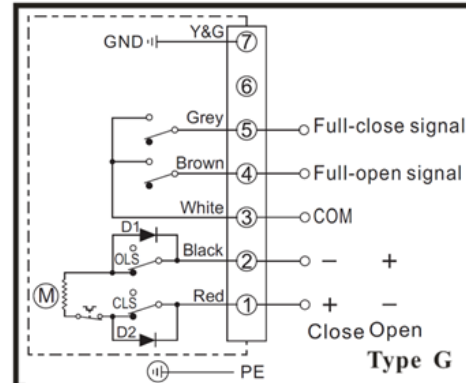 GND Y&G 7
6
Grey 5 Full-close signal
Brown 4 Full-open signal
White 3 COM
D1
OLS Black 2 − +
M CLS Red 1 + −
D2 Close Open
Type G
PE